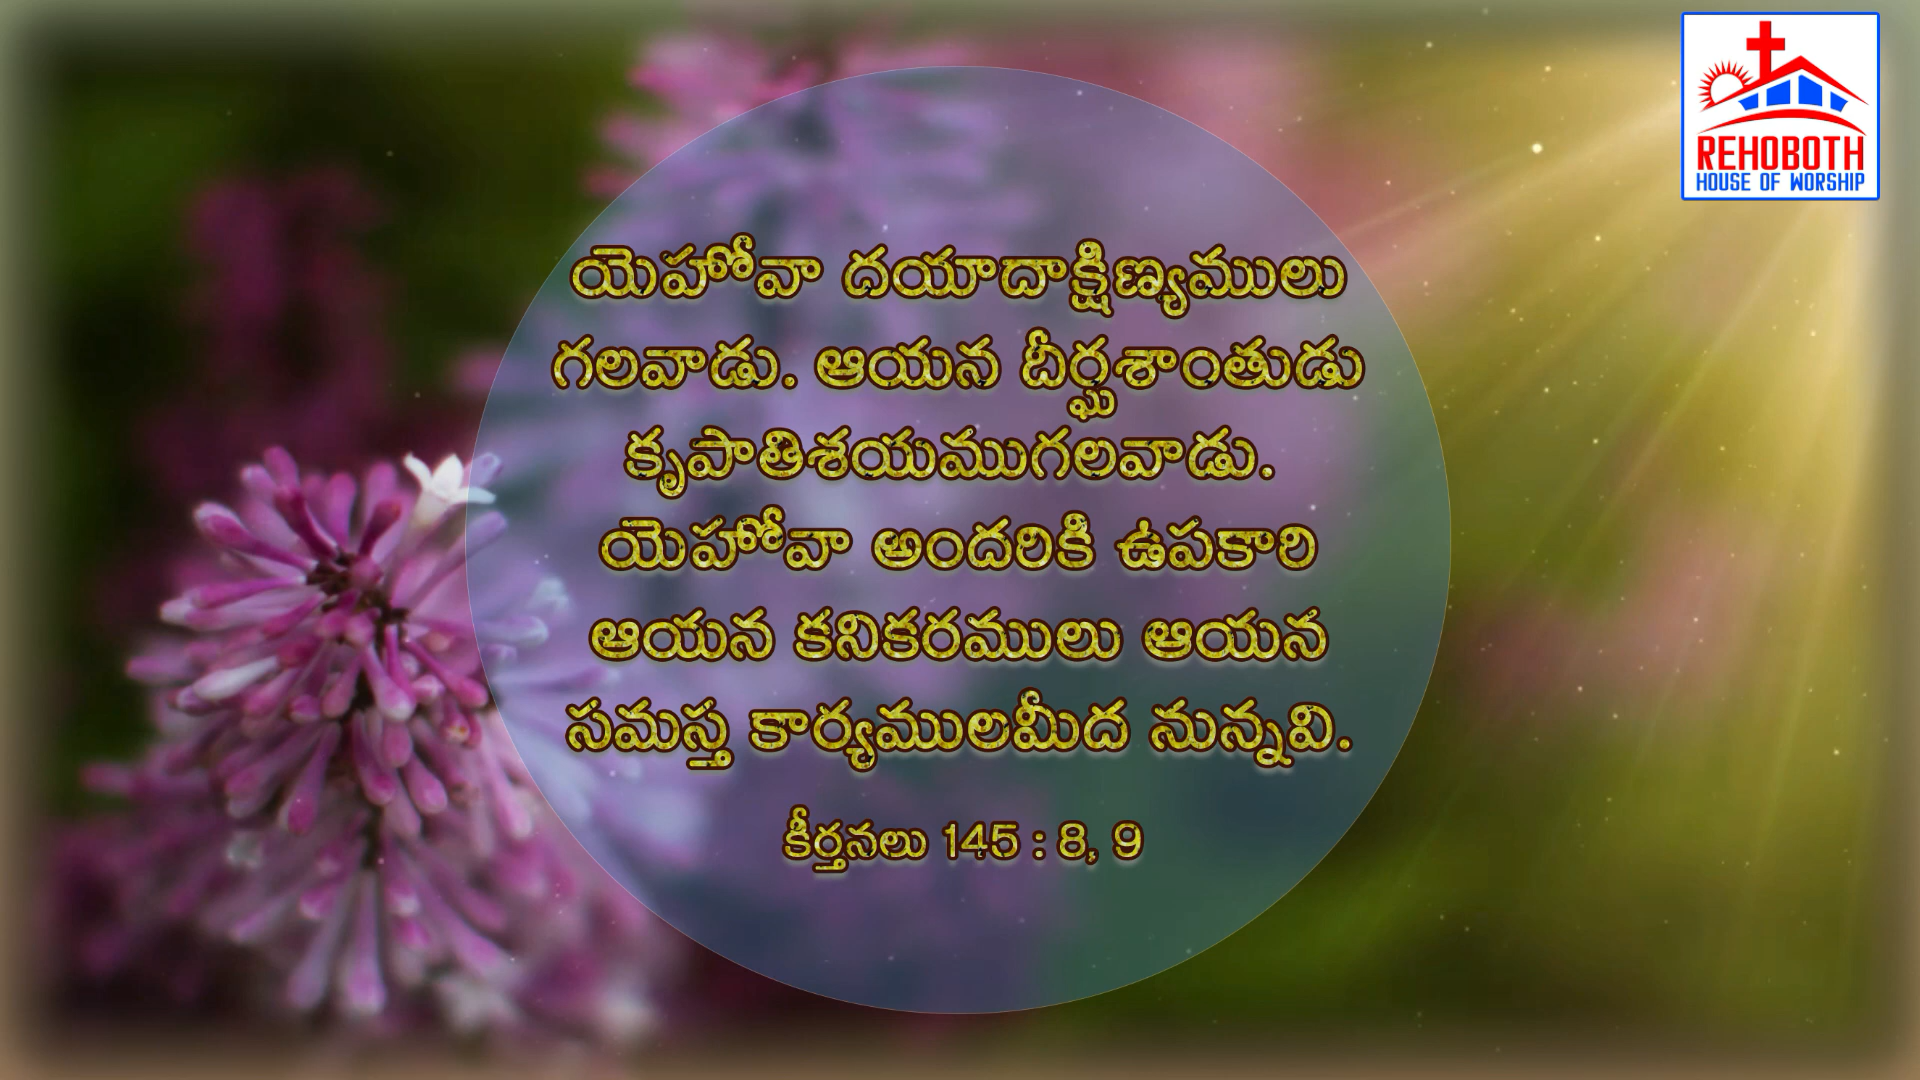 యెహోవా దయాదాక్షిణ్యములు
గలవాడు. ఆయన దీర్ఘశాంతుడు
కృపాతిశయముగలవాడు.
యెహోవా అందరికి ఉపకారి
ఆయన కనికరములు ఆయన
సమస్త కార్యములమీద నున్నవి.
కీర్తనలు 145 : 8, 9
REHOBOTH
HOUSE OF WORSHIP